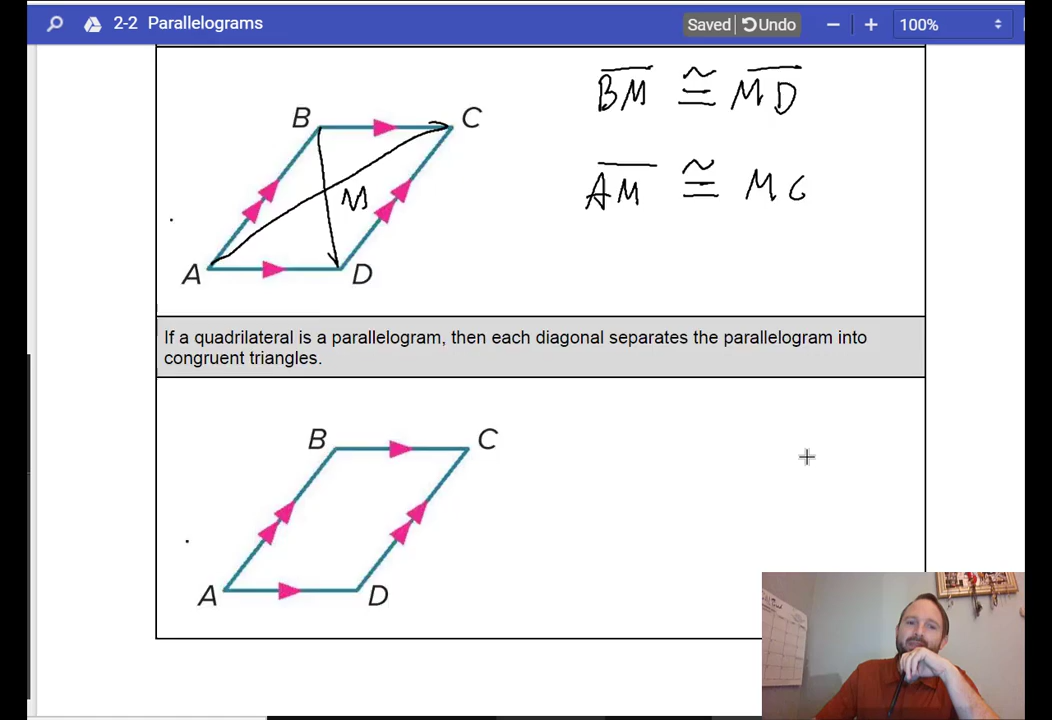 2-2 Parallelograms Saved Undo − + 100%
BM ≅ MD
B C
M
AM ≅ MC
A D
If a quadrilateral is a parallelogram, then each diagonal separates the parallelogram into
congruent triangles.
B C
A D